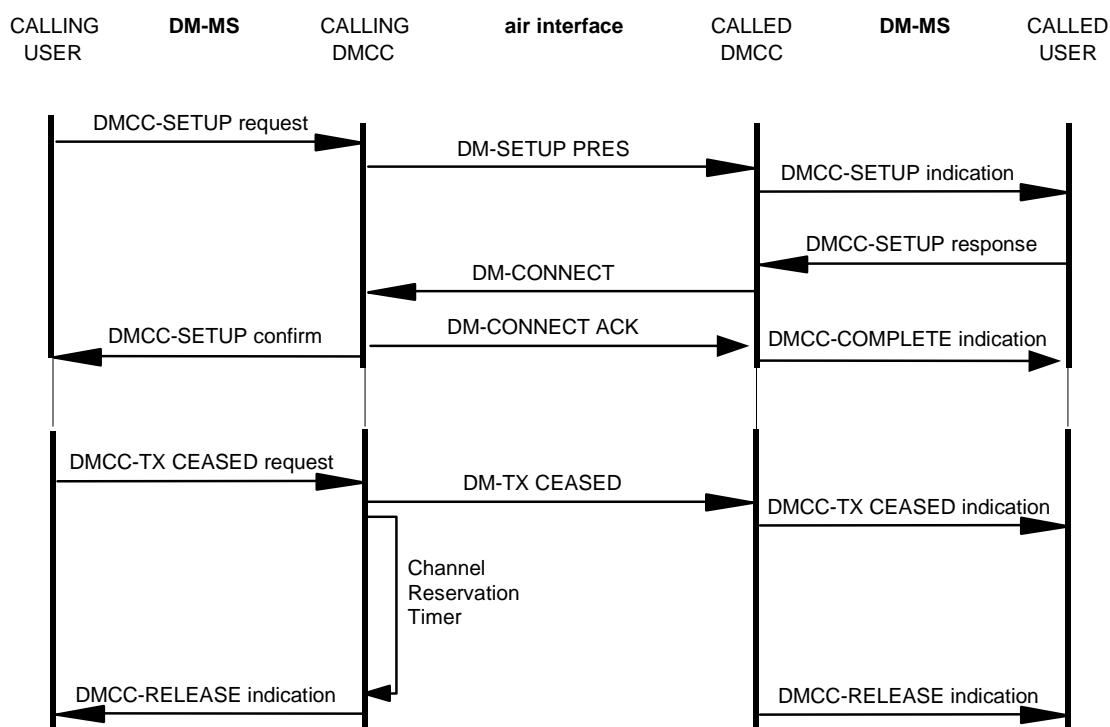 CALLING USER
DM-MS
CALLING DMCC
air interface
CALLED DMCC
DM-MS
CALLED USER
DMCC-SETUP request
DM-SETUP PRES
DMCC-SETUP indication
DMCC-SETUP response
DM-CONNECT
DMCC-SETUP confirm
DM-CONNECT ACK
DMCC-COMPLETE indication
DMCC-TX CEASED request
DM-TX CEASED
DMCC-TX CEASED indication
Channel
Reservation
Timer
DMCC-RELEASE indication
DMCC-RELEASE indication